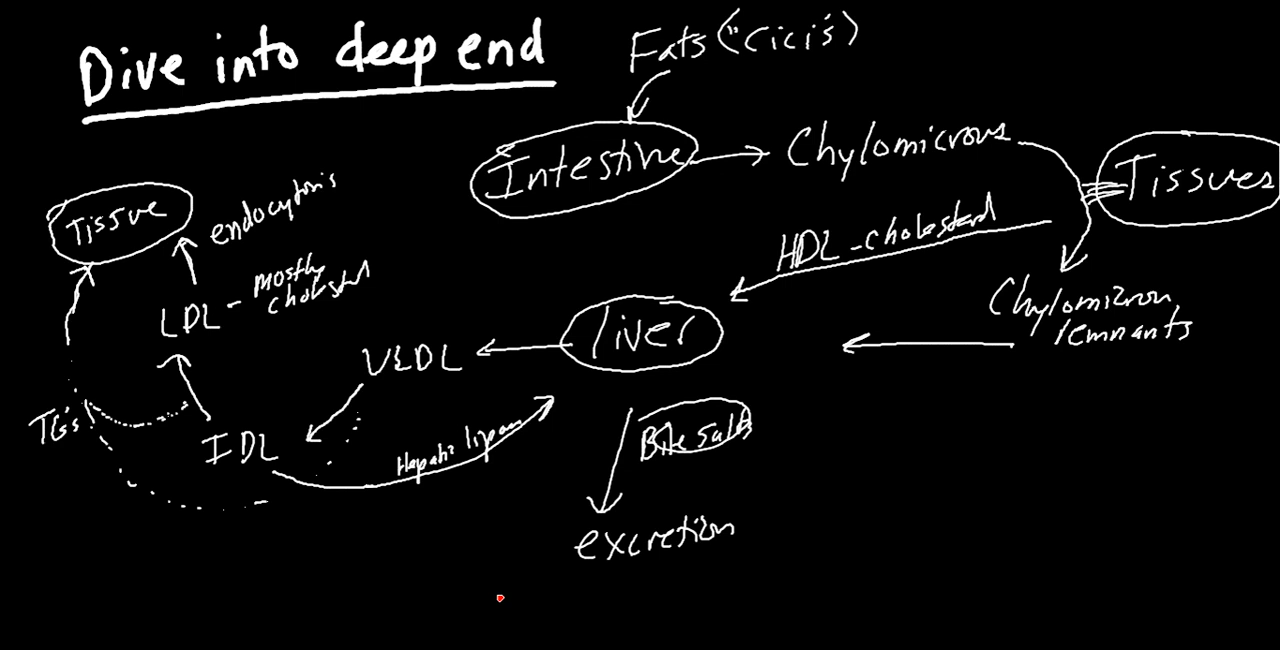 Dive into deep end
Fats ("Cici's)
Intestine
Chylomicrons
Tissues
Tissue
endocytosis
HDL - cholesterol
LDL - mostly
cholesterol
Chylomicron
remnants
liver
VLDL
TG's
IDL
Hepatic lipase
Bile salts
excretion